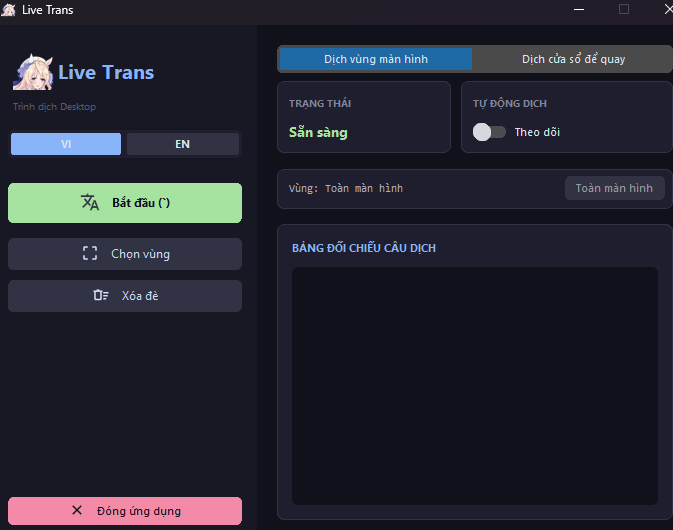 Live Trans
Live Trans
Trình dịch Desktop
VI EN
Bắt đầu (`)
Chọn vùng
Xóa đè
Đóng ứng dụng
Dịch vùng màn hình Dịch cửa sổ để quay
TRẠNG THÁI
Sẵn sàng
TỰ ĐỘNG DỊCH
Theo dõi
Vùng: Toàn màn hình Toàn màn hình
BẢNG ĐỐI CHIẾU CÂU DỊCH